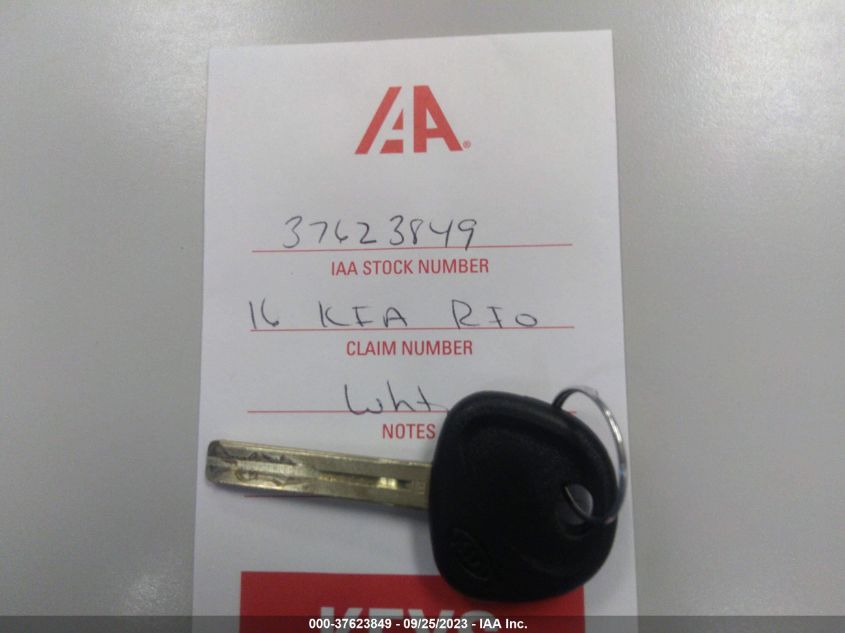 IAA®
37623849
IAA STOCK NUMBER
16 KIA RIO
CLAIM NUMBER
Wht
NOTES
KEYS
000-37623849 - 09/25/2023 - IAA Inc.